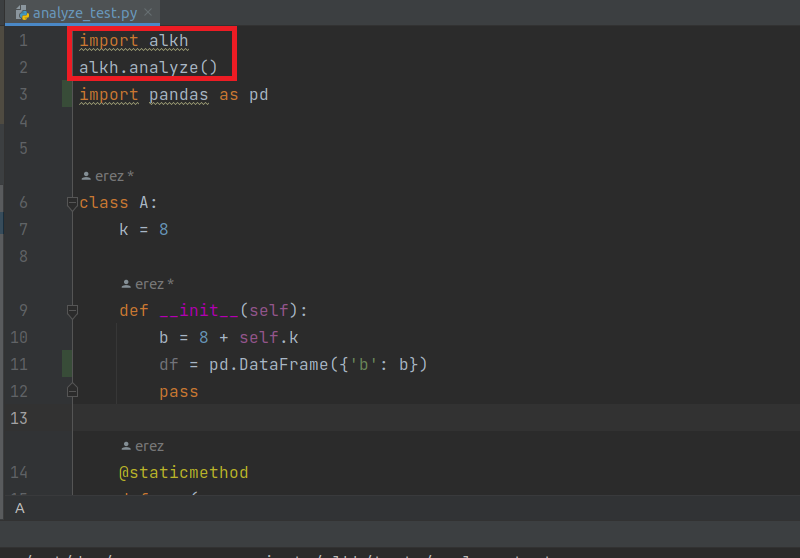 analyze_test.py
1 import alkh
2 alkh.analyze()
3 import pandas as pd
4
5
erez *
6 class A:
7 k = 8
8
erez *
9 def __init__(self):
10 b = 8 + self.k
11 df = pd.DataFrame({'b': b})
12 pass
13
erez
14 @staticmethod
A